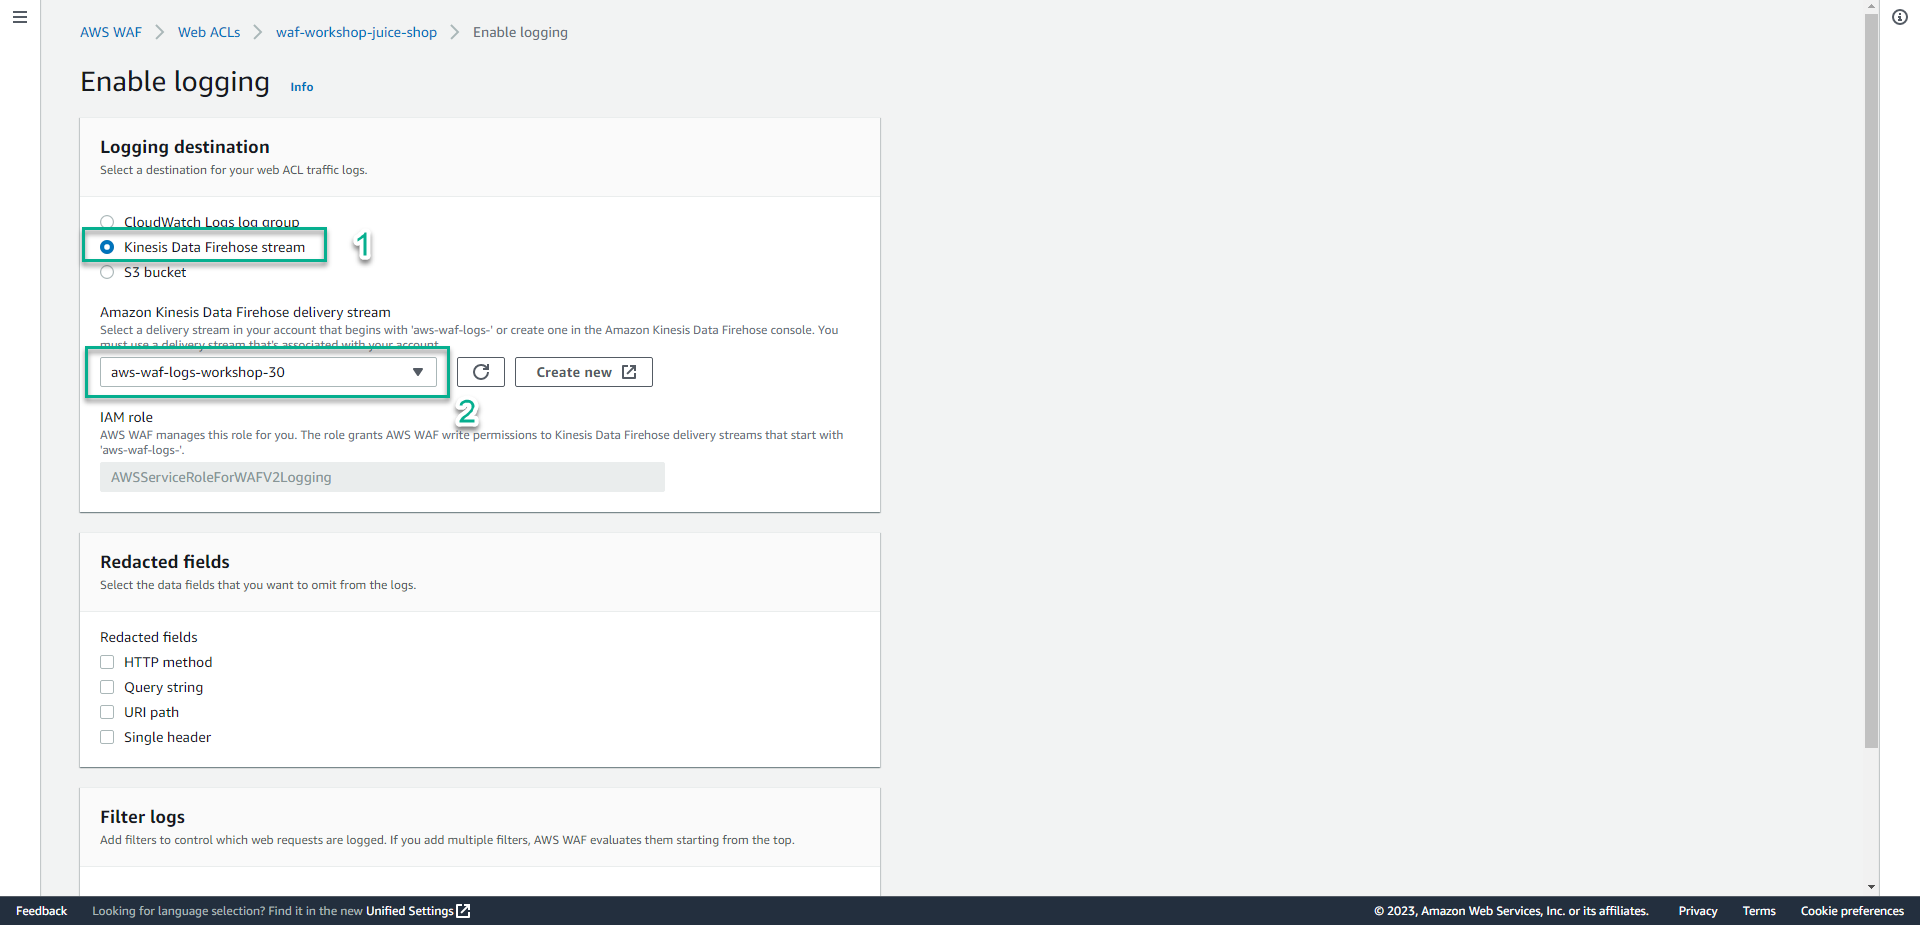 AWS WAF > Web ACLs > waf-workshop-juice-shop > Enable logging
Enable logging Info
Logging destination
Select a destination for your web ACL traffic logs.
CloudWatch Logs log group
Kinesis Data Firehose stream
1
S3 bucket
Amazon Kinesis Data Firehose delivery stream
Select a delivery stream in your account that begins with 'aws-waf-logs-' or create one in the Amazon Kinesis Data Firehose console. You
must use a delivery stream that's associated with your account.
aws-waf-logs-workshop-30
Create new
2
IAM role
AWS WAF manages this role for you. The role grants AWS WAF write permissions to Kinesis Data Firehose delivery streams that start with
'aws-waf-logs-'.
AWSServiceRoleForWAFV2Logging
Redacted fields
Select the data fields that you want to omit from the logs.
Redacted fields
HTTP method
Query string
URI path
Single header
Filter logs
Add filters to control which web requests are logged. If you add multiple filters, AWS WAF evaluates them starting from the top.
Feedback Looking for language selection? Find it in the new Unified Settings © 2023, Amazon Web Services, Inc. or its affiliates. Privacy Terms Cookie preferences